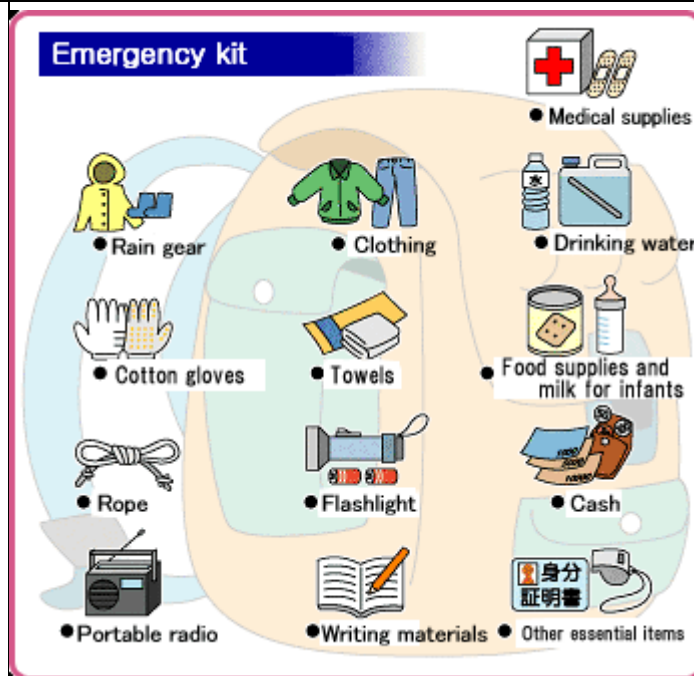 Emergency kit
● Medical supplies
● Rain gear
● Clothing
水
● Drinking water
● Cotton gloves
● Towels
● Food supplies and
milk for infants
● Rope
● Flashlight
● Cash
● Portable radio
● Writing materials
身分
証明書
● Other essential items